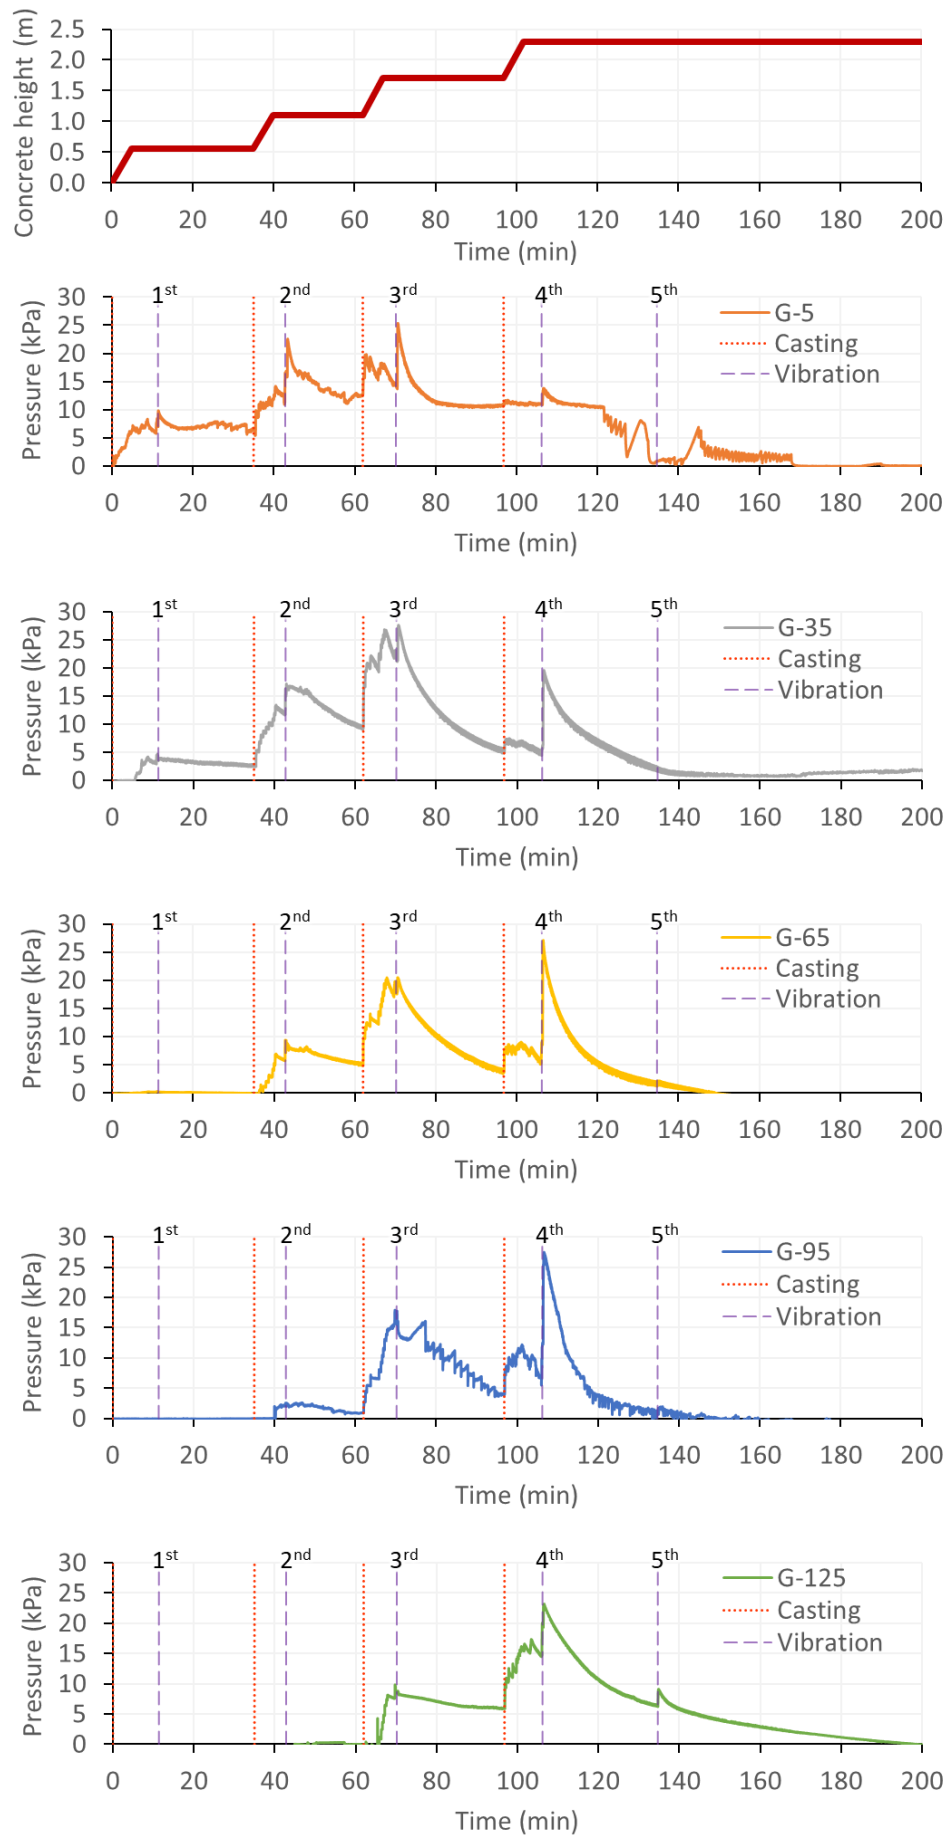 Concrete height (m)
2.5
2.0
1.5
1.0
0.5
0.0
0 20 40 60 80 100 120 140 160 180 200
Time (min)
Pressure (kPa)
30
25
20
15
10
5
0
1st 2nd 3rd 4th 5th
G-5
Casting
Vibration
0 20 40 60 80 100 120 140 160 180 200
Time (min)
Pressure (kPa)
30
25
20
15
10
5
0
1st 2nd 3rd 4th 5th
G-35
Casting
Vibration
0 20 40 60 80 100 120 140 160 180 200
Time (min)
Pressure (kPa)
30
25
20
15
10
5
0
1st 2nd 3rd 4th 5th
G-65
Casting
Vibration
0 20 40 60 80 100 120 140 160 180 200
Time (min)
Pressure (kPa)
30
25
20
15
10
5
0
1st 2nd 3rd 4th 5th
G-95
Casting
Vibration
0 20 40 60 80 100 120 140 160 180 200
Time (min)
Pressure (kPa)
30
25
20
15
10
5
0
1st 2nd 3rd 4th 5th
G-125
Casting
Vibration
0 20 40 60 80 100 120 140 160 180 200
Time (min)